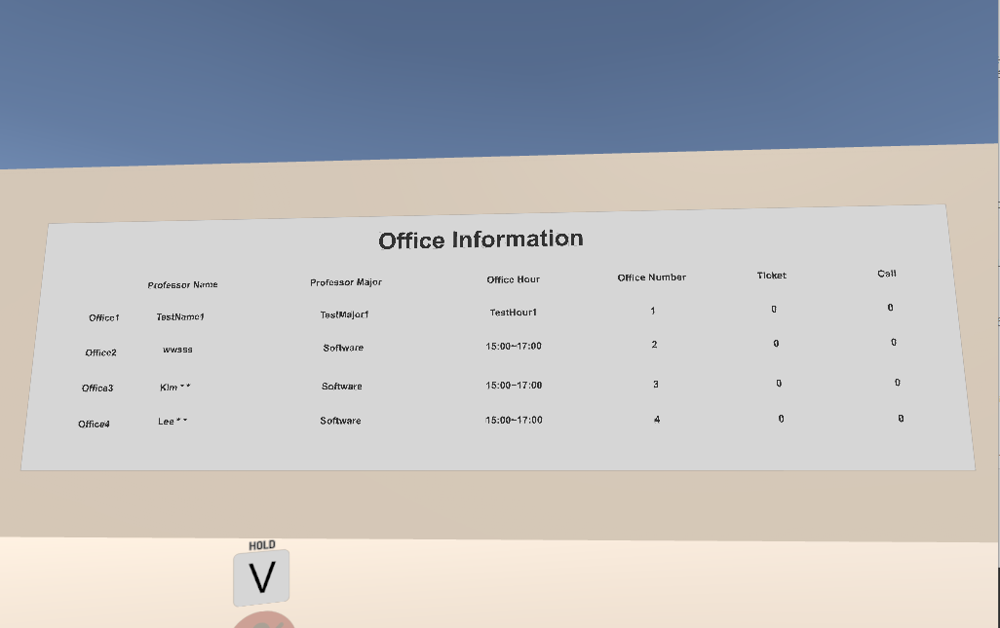 Office Information
Professor Name Professor Major Office Hour Office Number Ticket Call
Office1 TestName1 TestMajor1 TestHour1 1 0 0
Office2 wwsss Software 15:00~17:00 2 0 0
Office3 Kim ** Software 15:00~17:00 3 0 0
Office4 Lee ** Software 15:00~17:00 4 0 0
HOLD
V